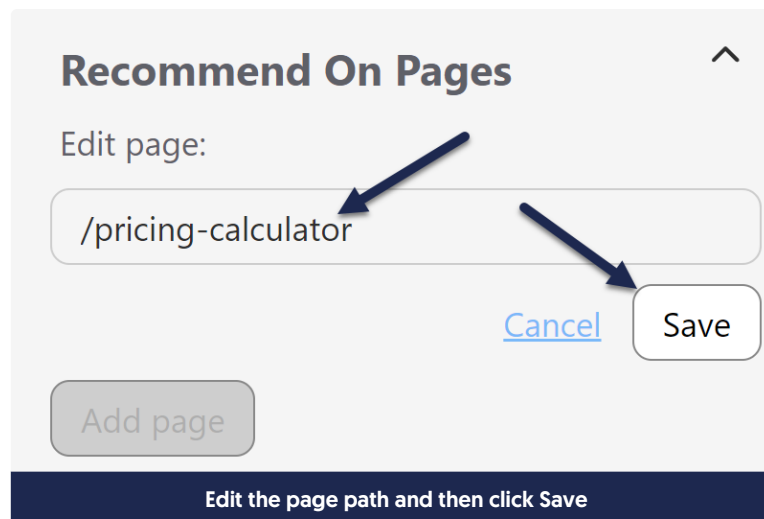 Recommend On Pages
Edit page:
/pricing-calculator
Cancel
Save
Add page
Edit the page path and then click Save